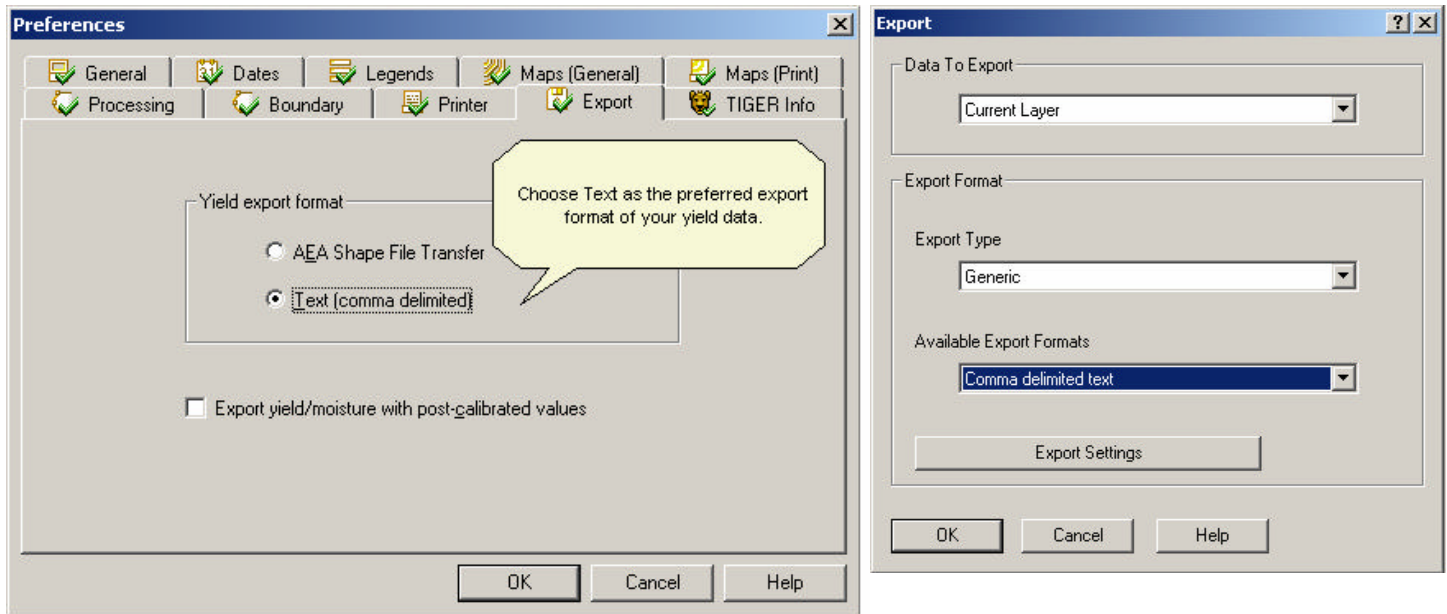 Preferences
General
Dates
Legends
Maps (General)
Maps (Print)
Processing
Boundary
Printer
Export
TIGER Info
Choose Text as the preferred export
format of your yield data.
Yield export format
AEA Shape File Transfer
Text (comma delimited)
Export yield/moisture with post-calibrated values
OK
Cancel
Help
Export
Data To Export
Current Layer
Export Format
Export Type
Generic
Available Export Formats
Comma delimited text
Export Settings
OK
Cancel
Help